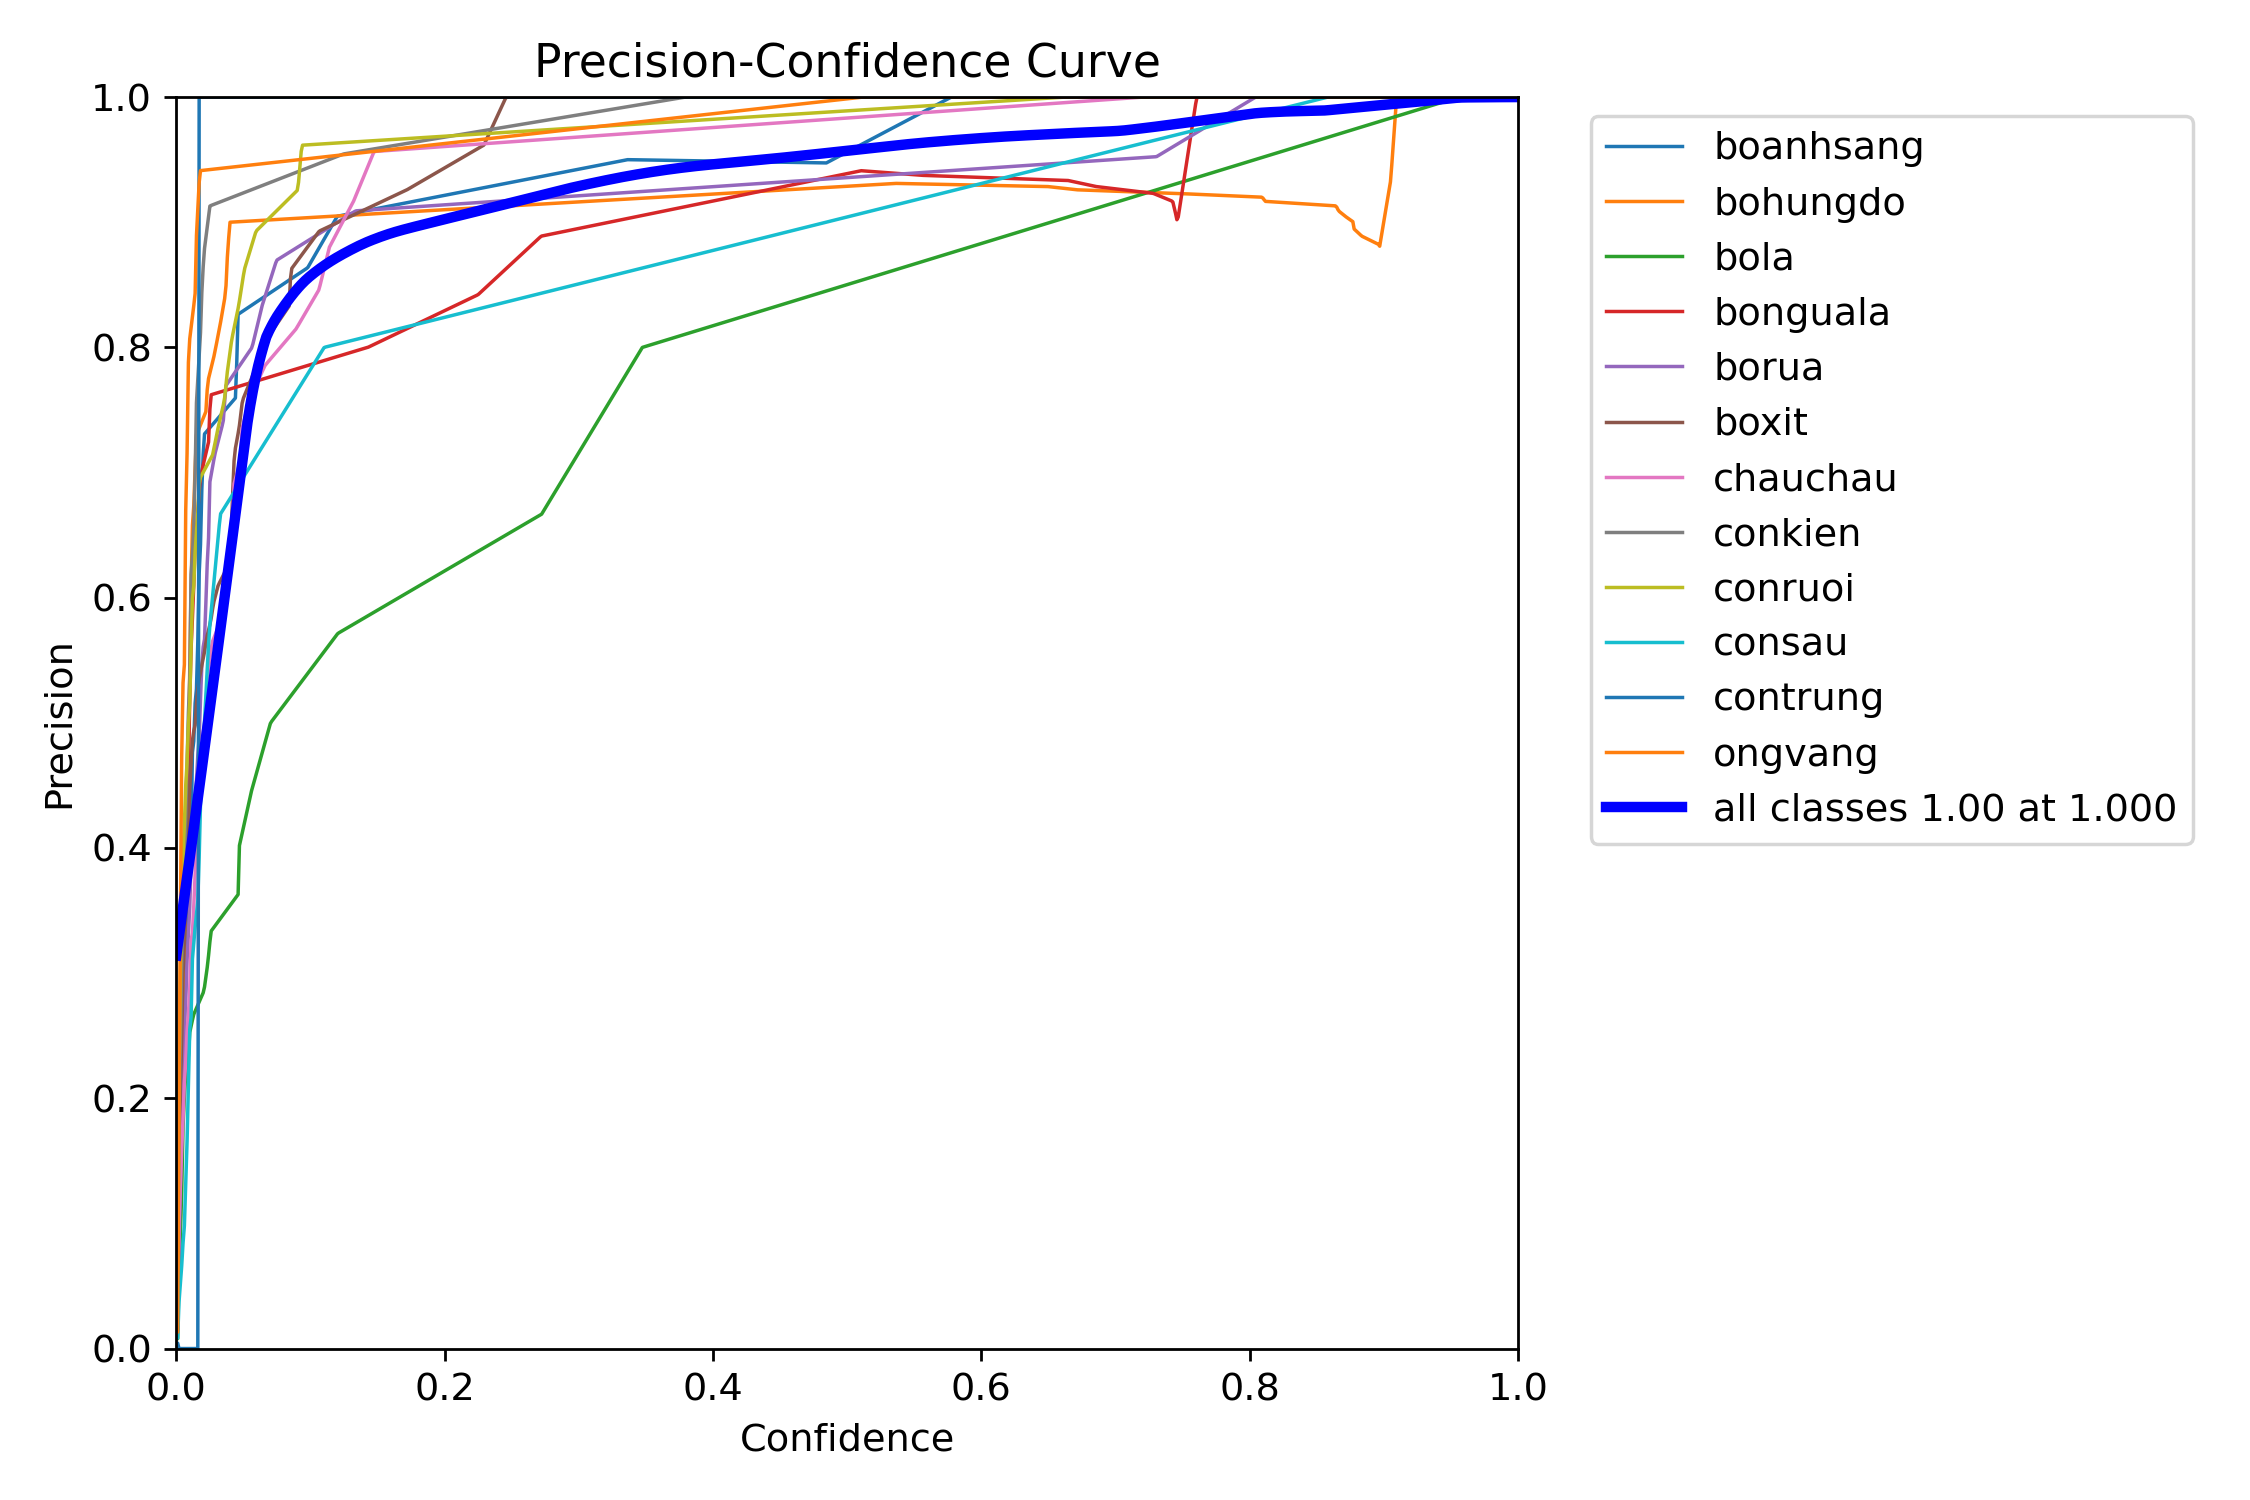 Precision-Confidence Curve
1.0
0.8
0.6
0.4
0.2
0.0
Precision
0.0 0.2 0.4 0.6 0.8 1.0
Confidence
boanhsang
bohungdo
bola
bonguala
borua
boxit
chauchau
conkien
conruoi
consau
contrung
ongvang
all classes 1.00 at 1.000